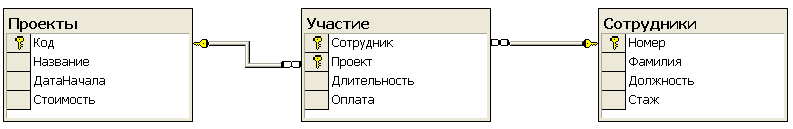 Проекты
Код
Название
ДатаНачала
Стоимость
Участие
Сотрудник
Проект
Длительность
Оплата
Сотрудники
Номер
Фамилия
Должность
Стаж